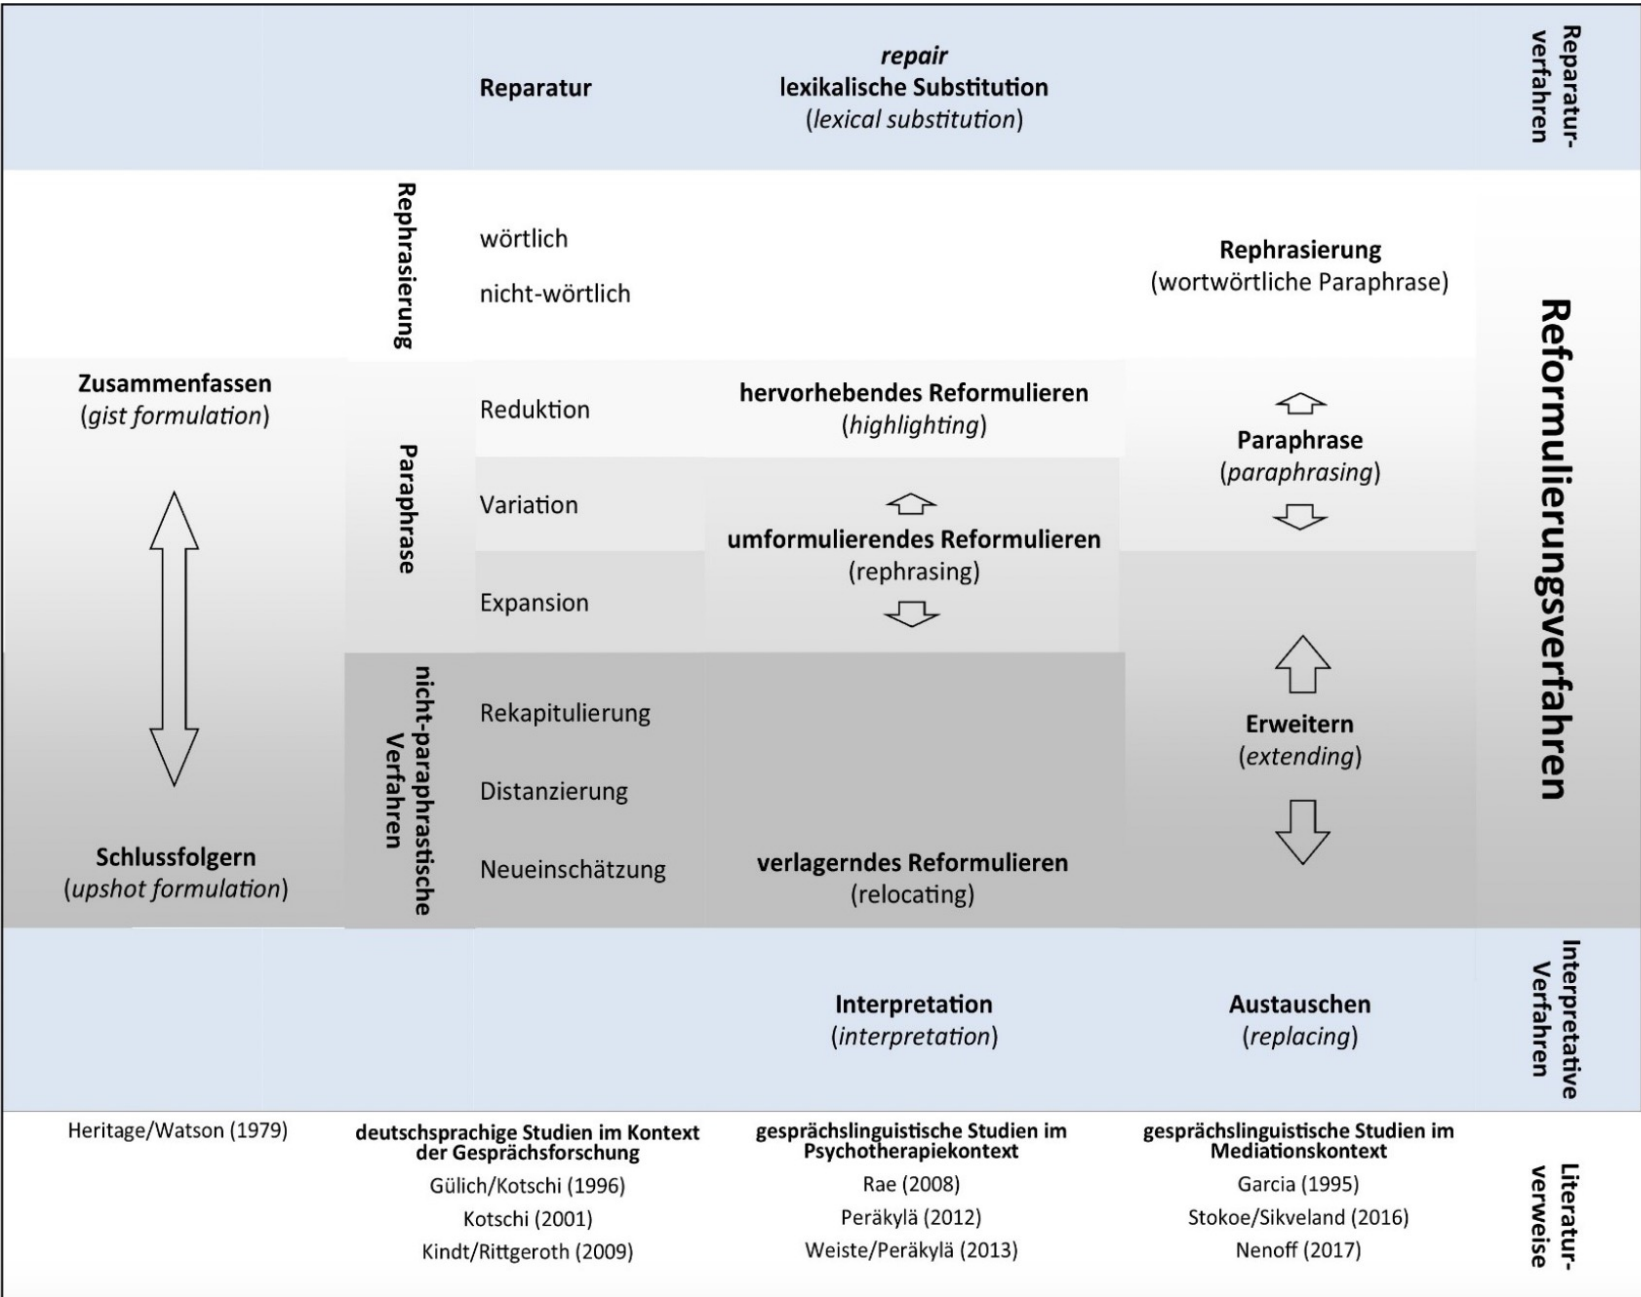 Reparatur
repair
lexikalische Substitution
(lexical substitution)
Reparatur-
verfahren
Rephrasierung
wörtlich
nicht-wörtlich
Rephrasierung
(wortwörtliche Paraphrase)
Reformulierungsverfahren
Zusammenfassen
(gist formulation)
Schlussfolgern
(upshot formulation)
Paraphrase
Reduktion
Variation
Expansion
hervorhebendes Reformulieren
(highlighting)
umformulierendes Reformulieren
(rephrasing)
Paraphrase
(paraphrasing)
nicht-paraphrastische
Verfahren
Rekapitulierung
Distanzierung
Neueinschätzung
verlagerndes Reformulieren
(relocating)
Erweitern
(extending)
Interpretation
(interpretation)
Austauschen
(replacing)
Interpretative
Verfahren
Heritage/Watson (1979)
deutschsprachige Studien im Kontext
der Gesprächsforschung
Gülich/Kotschi (1996)
Kotschi (2001)
Kindt/Rittgeroth (2009)
gesprächslinguistische Studien im
Psychotherapiekontext
Rae (2008)
Peräkylä (2012)
Weiste/Peräkylä (2013)
gesprächslinguistische Studien im
Mediationskontext
Garcia (1995)
Stokoe/Sikveland (2016)
Nenoff (2017)
Literatur-
verweise